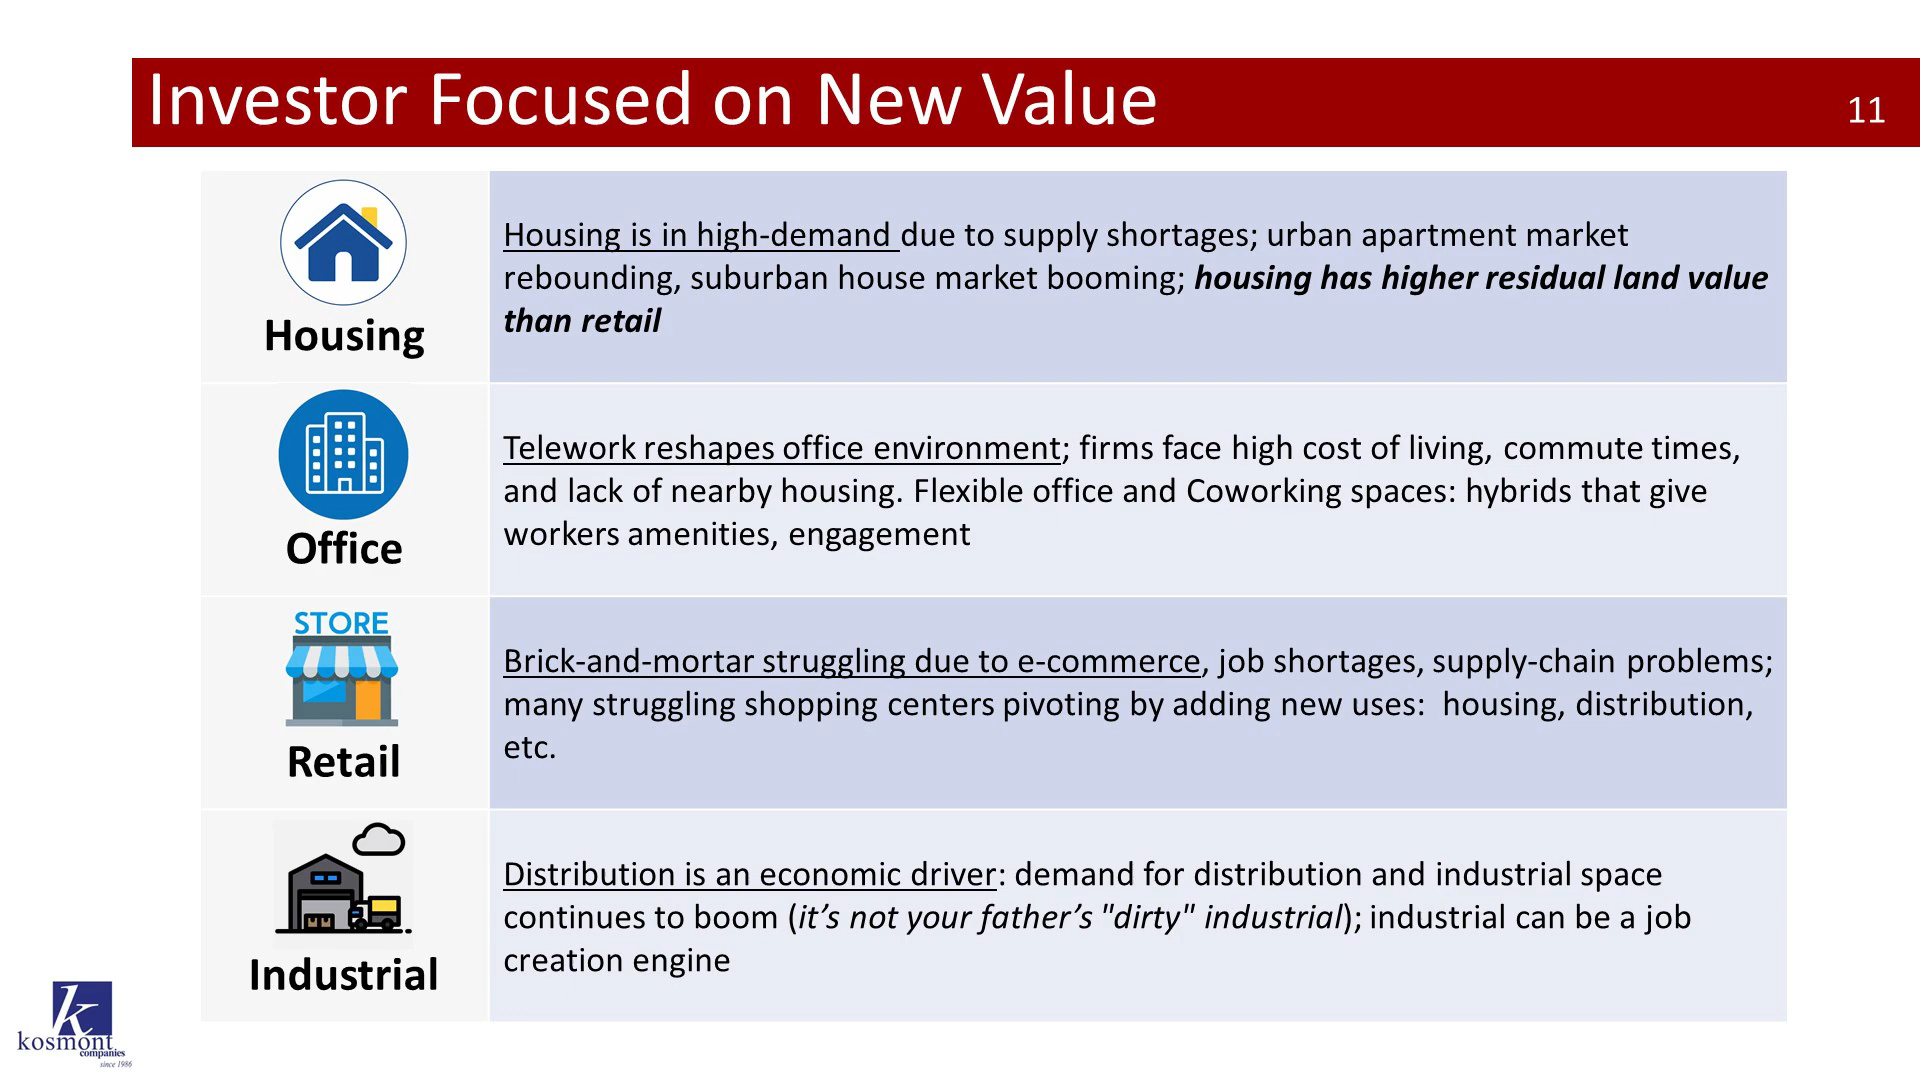 Investor Focused on New Value
11
Housing
Housing is in high-demand due to supply shortages; urban apartment market
rebounding, suburban house market booming; housing has higher residual land value
than retail
Office
Telework reshapes office environment; firms face high cost of living, commute times,
and lack of nearby housing. Flexible office and Coworking spaces: hybrids that give
workers amenities, engagement
STORE
Retail
Brick-and-mortar struggling due to e-commerce, job shortages, supply-chain problems;
many struggling shopping centers pivoting by adding new uses:  housing, distribution,
etc.
Industrial
Distribution is an economic driver: demand for distribution and industrial space
continues to boom (it’s not your father’s "dirty" industrial); industrial can be a job
creation engine
k
kosmont
companies
since 1986